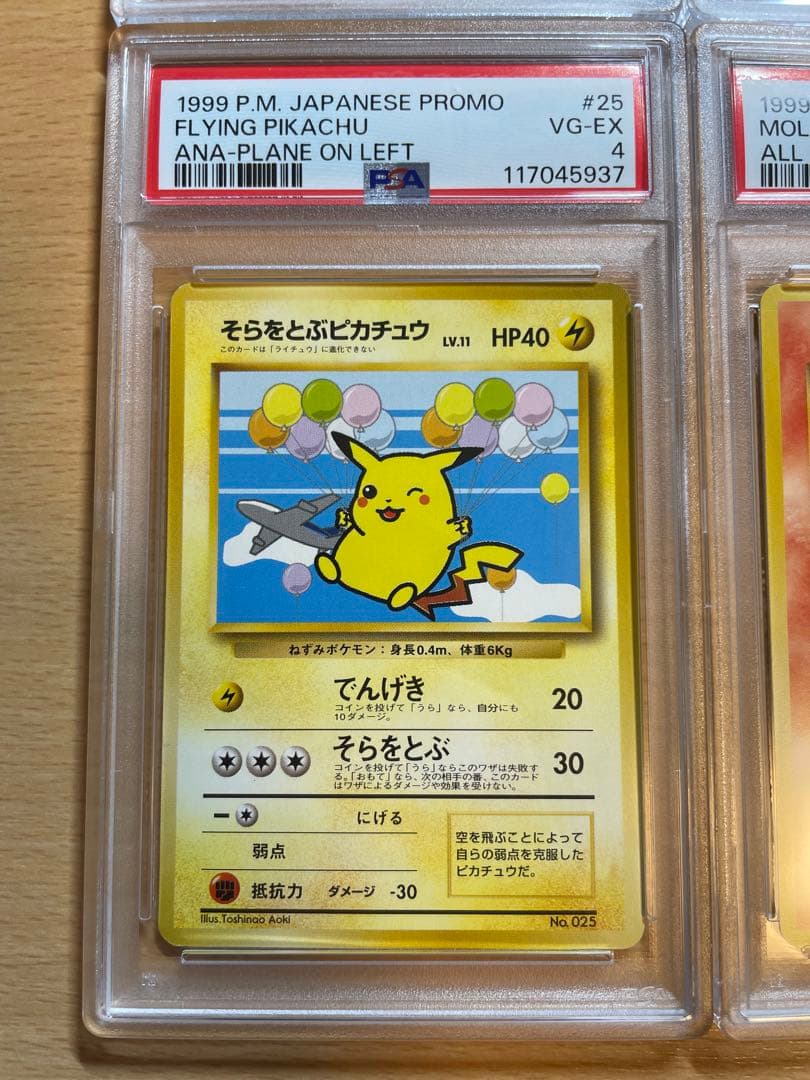 1999 P.M. JAPANESE PROMO #25
FLYING PIKACHU VG-EX
ANA-PLANE ON LEFT 4
PSA 117045937
1999
MOL
ALL
そらをとぶピカチュウ LV.11 HP40
このカードは「ライチュウ」に進化できない
ねずみポケモン：身長0.4m、体重6Kg
でんげき 20
コインを投げて「うら」なら、自分にも
10ダメージ。
そらをとぶ 30
コインを投げて「うら」ならこのワザは失敗す
る。「おもて」なら、次の相手の番、このカード
はワザによるダメージや効果を受けない。
にげる
弱点
抵抗力 ダメージ -30
空を飛ぶことによって
自らの弱点を克服した
ピカチュウだ。
Illus.Toshinao Aoki No. 025